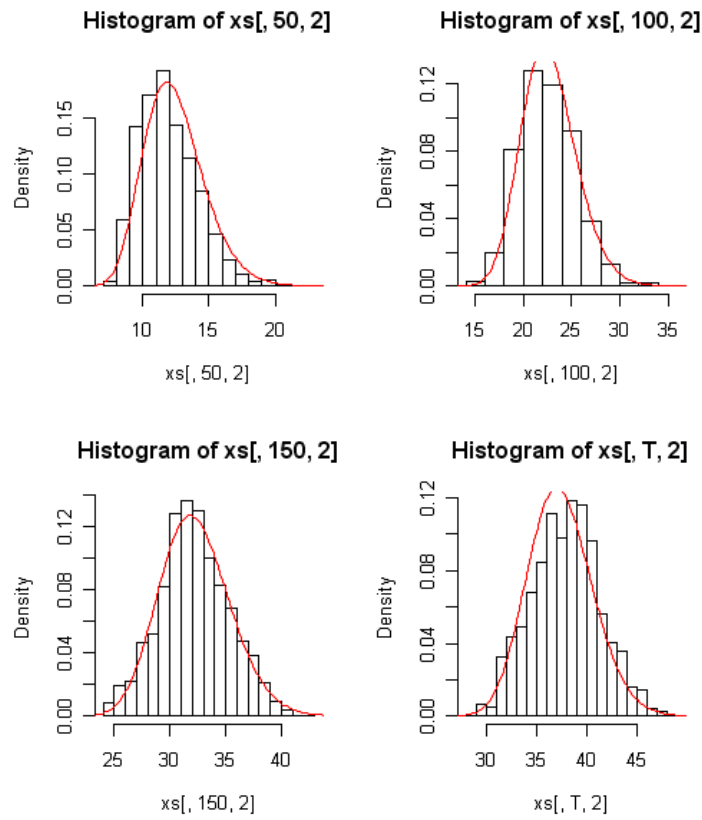 Histogram of xs[, 50, 2]
Density
0.00 0.05 0.10 0.15
10 15 20
xs[, 50, 2]
Histogram of xs[, 100, 2]
Density
0.00 0.04 0.08 0.12
15 20 25 30 35
xs[, 100, 2]
Histogram of xs[, 150, 2]
Density
0.00 0.04 0.08 0.12
25 30 35 40
xs[, 150, 2]
Histogram of xs[, T, 2]
Density
0.00 0.04 0.08 0.12
30 35 40 45
xs[, T, 2]